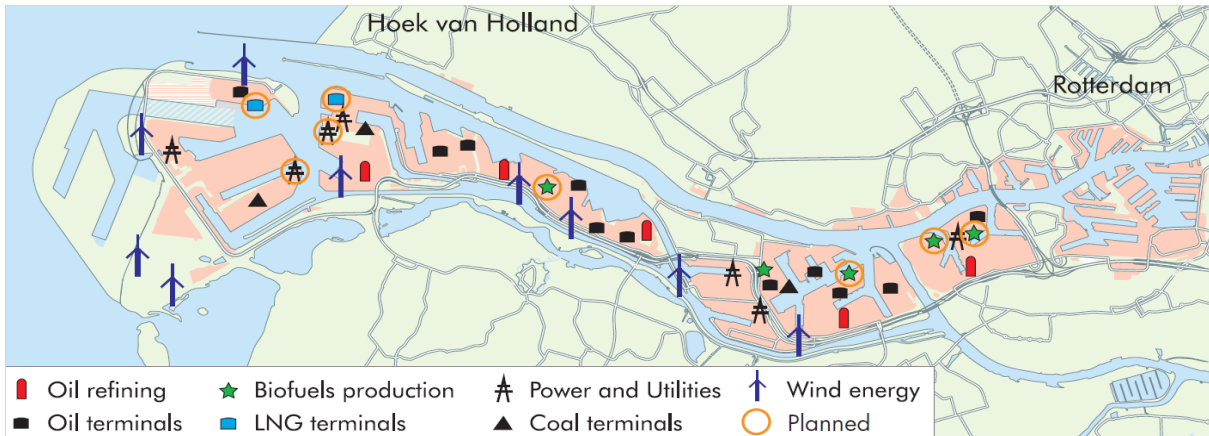 Hoek van Holland
Rotterdam
Oil refining
Biofuels production
Power and Utilities
Wind energy
Oil terminals
LNG terminals
Coal terminals
Planned